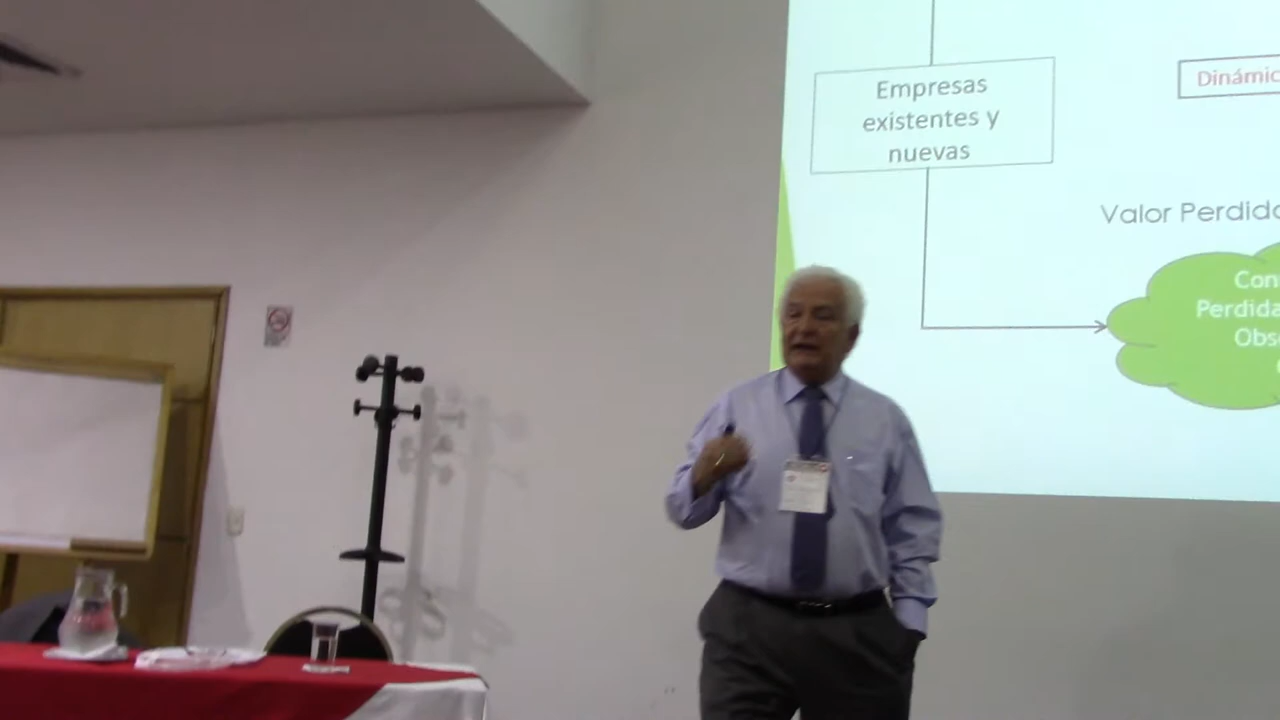 Empresas
existentes y
nuevas
Dinámic
Valor Perdido
Con
Perdida
Obs